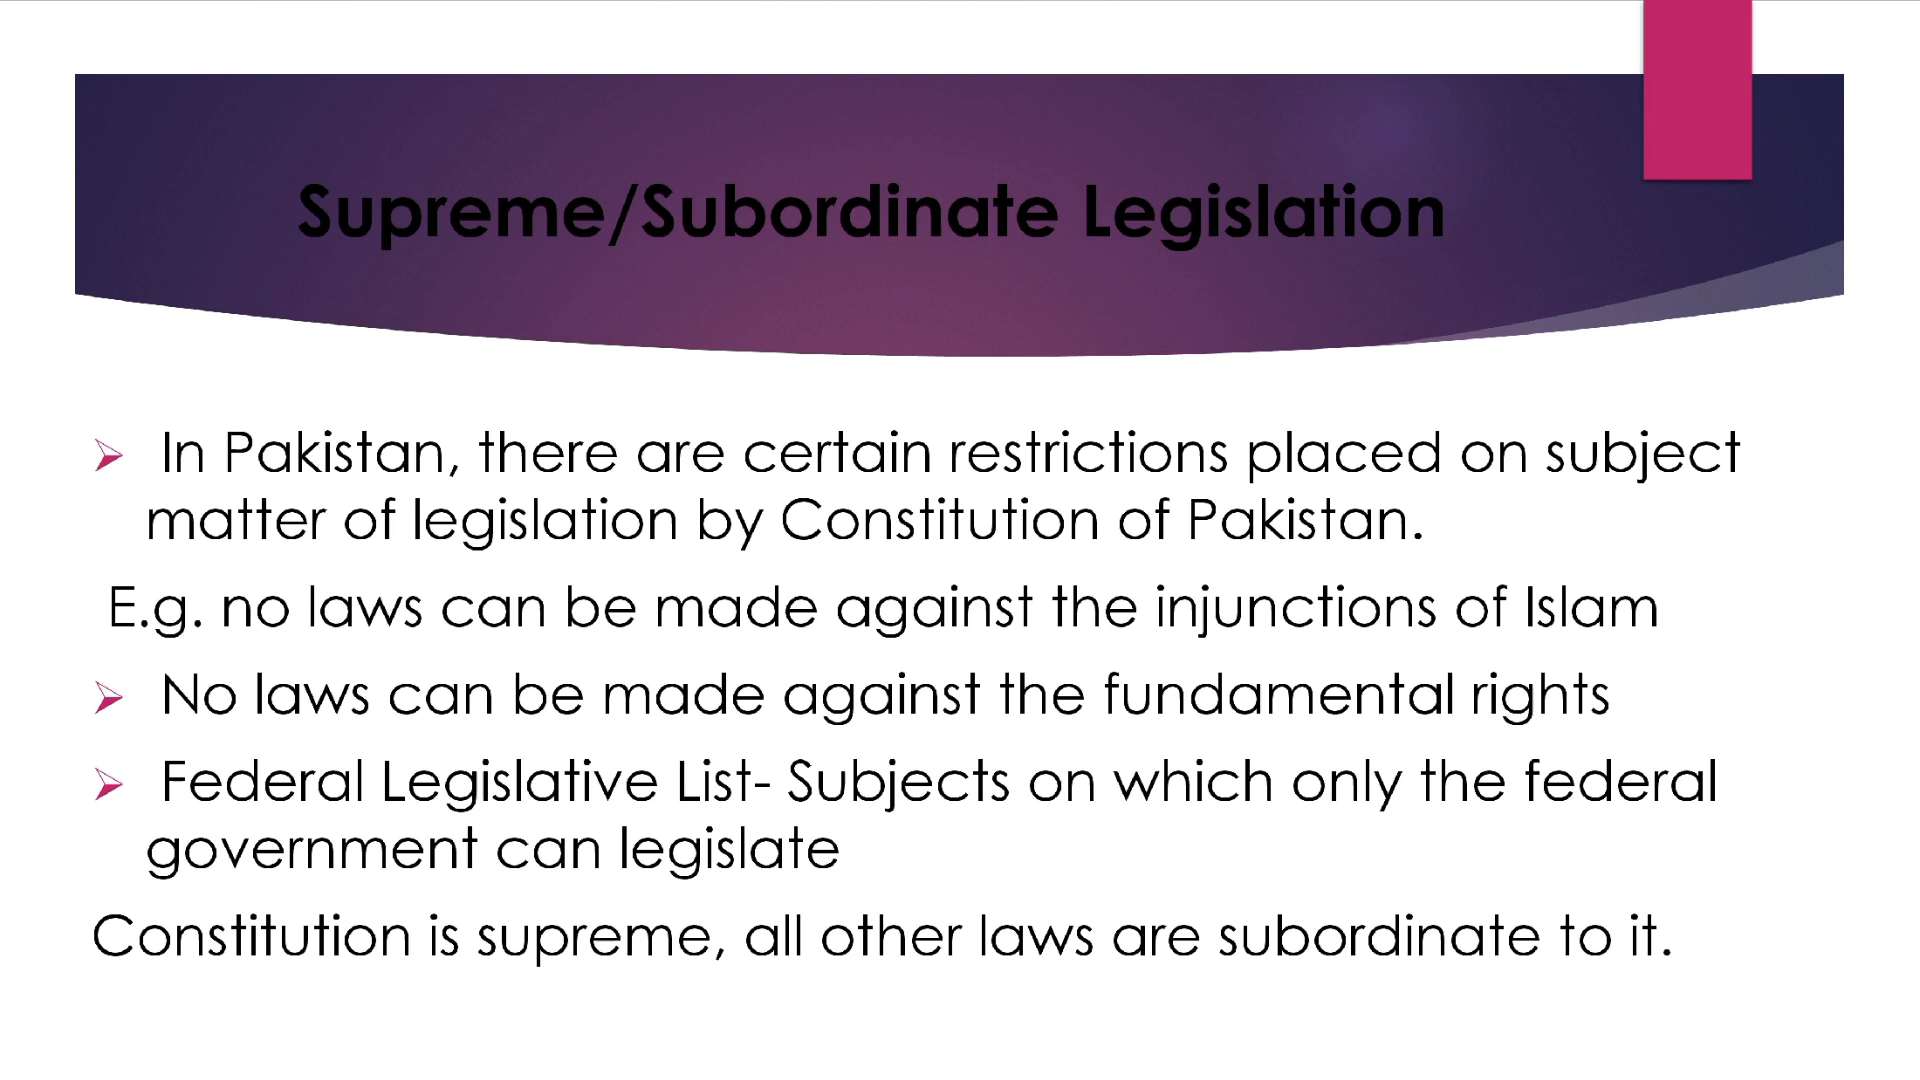 Supreme/Subordinate Legislation
➢ In Pakistan, there are certain restrictions placed on subject
matter of legislation by Constitution of Pakistan.
E.g. no laws can be made against the injunctions of Islam
➢ No laws can be made against the fundamental rights
➢ Federal Legislative List- Subjects on which only the federal
government can legislate
Constitution is supreme, all other laws are subordinate to it.